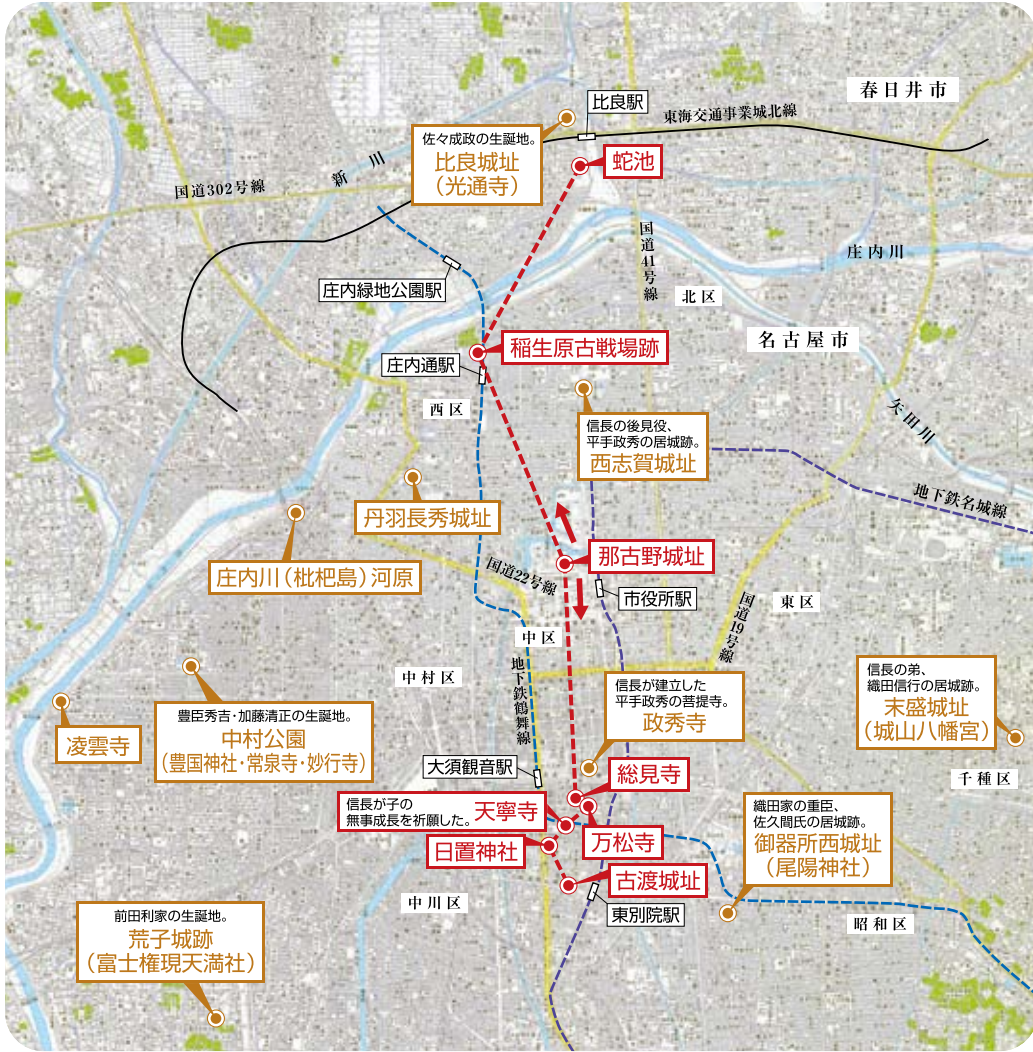 春日井市
比良駅
東海交通事業城北線
佐々成政の生誕地。
比良城址
(光通寺)
蛇池
新川
国道302号線
国道41号線
庄内川
北区
庄内緑地公園駅
名古屋市
稲生原古戦場跡
庄内通駅
西区
矢田川
信長の後見役、
平手政秀の居城跡。
西志賀城址
地下鉄名城線
丹羽長秀城址
那古野城址
庄内川(枇杷島)河原
国道22号線
市役所駅
国道19号線
東区
中区
中村区
地下鉄鶴舞線
信長の弟、
織田信行の居城跡。
末盛城址
(城山八幡宮)
信長が建立した
平手政秀の菩提寺。
政秀寺
豊臣秀吉・加藤清正の生誕地。
中村公園
(豊国神社・常泉寺・妙行寺)
凌雲寺
大須観音駅
総見寺
千種区
信長が子の
無事成長を祈願した。
天寧寺
織田家の重臣、
佐久間氏の居城跡。
御器所西城址
(尾陽神社)
万松寺
日置神社
古渡城址
中川区
東別院駅
昭和区
前田利家の生誕地。
荒子城跡
(富士権現天満社)